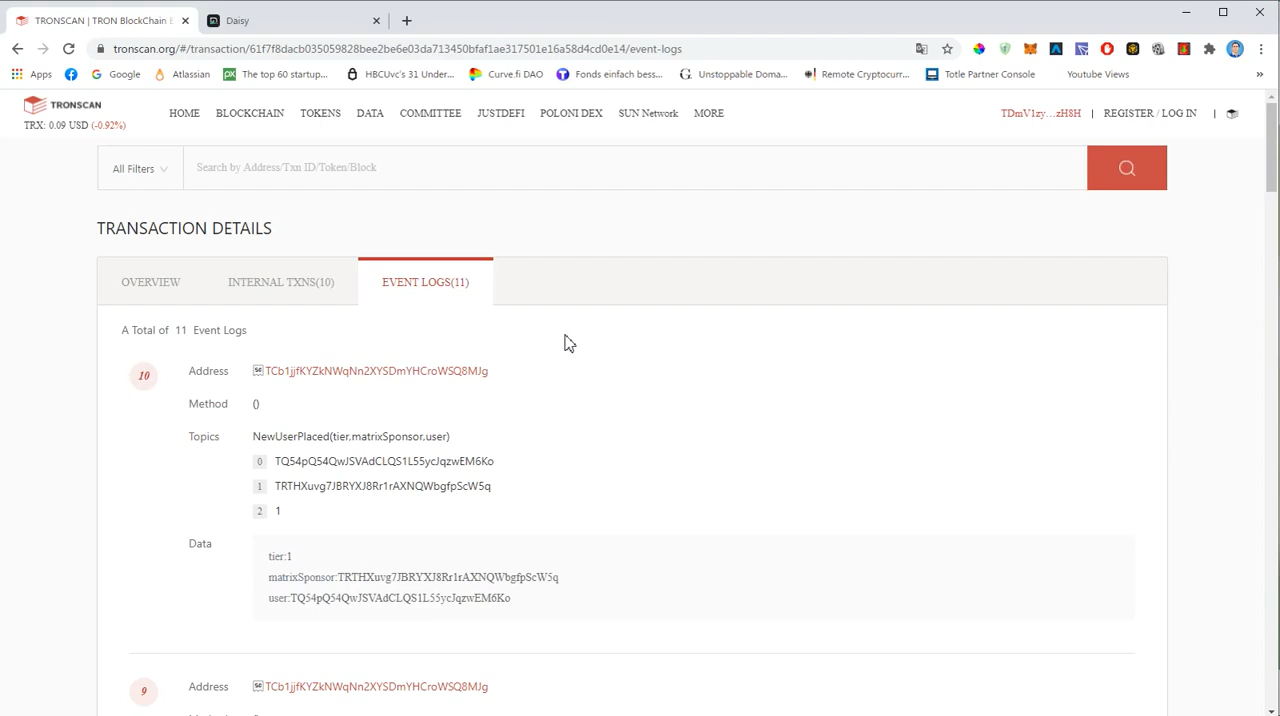 TRONSCAN | TRON BlockChain E
Daisy
tronscan.org/#/transaction/61f7f8dacb035059828bee2be6e03da713450bfaf1ae317501e16a58d4cd0e14/event-logs
Apps
Google
Atlassian
The top 60 startup...
HBCUvc's 31 Under...
Curve.fi DAO
Fonds einfach bess...
Unstoppable Doma...
Remote Cryptocurr...
Totle Partner Console
Youtube Views
»
TRONSCAN
TRX: 0.09 USD (-0.92%)
HOME BLOCKCHAIN TOKENS DATA COMMITTEE JUSTDEFI POLONI DEX SUN Network MORE
TDmV1zy...zH8H | REGISTER / LOG IN |
All Filters
Search by Address/Txn ID/Token/Block
TRANSACTION DETAILS
OVERVIEW INTERNAL TXNS(10) EVENT LOGS(11)
A Total of 11 Event Logs
10
Address TCb1jjfKYZkNWqNn2XYSDmYHCroWSQ8MJg
Method ()
Topics NewUserPlaced(tier,matrixSponsor,user)
0 TQ54pQ54QwJSVAdCLQS1L55ycJqzwEM6Ko
1 TRTHXuvg7JBRYXJ8Rr1rAXNQWbgfpScW5q
2 1
Data
tier:1
matrixSponsor:TRTHXuvg7JBRYXJ8Rr1rAXNQWbgfpScW5q
user:TQ54pQ54QwJSVAdCLQS1L55ycJqzwEM6Ko
9
Address TCb1jjfKYZkNWqNn2XYSDmYHCroWSQ8MJg